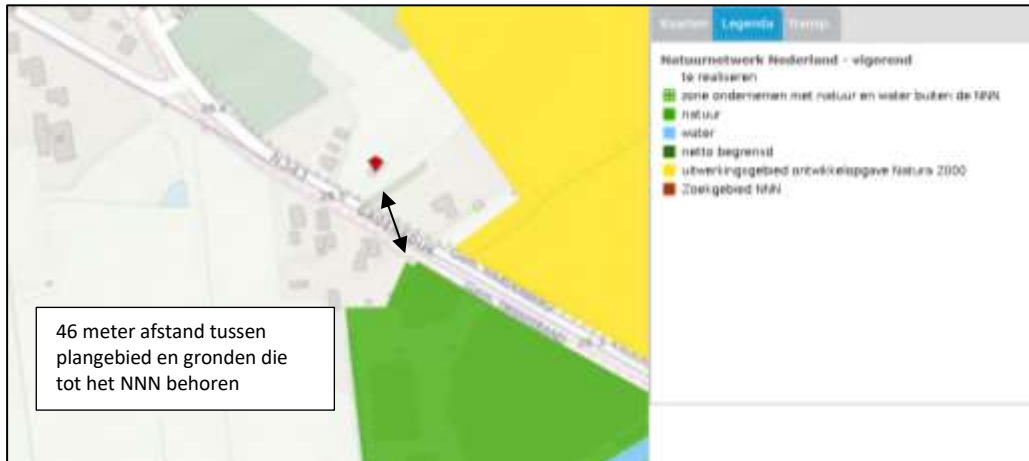 Kaarten Legenda Transp.
Natuurnetwerk Nederland - vigerend
te realiseren
zone ondernemen met natuur en water buiten de NNN
natuur
water
netto begrensd
uitwerkingsgebied ontwikkelopgave Natura 2000
Zoekgebied NNN
N343
46 meter afstand tussen
plangebied en gronden die
tot het NNN behoren